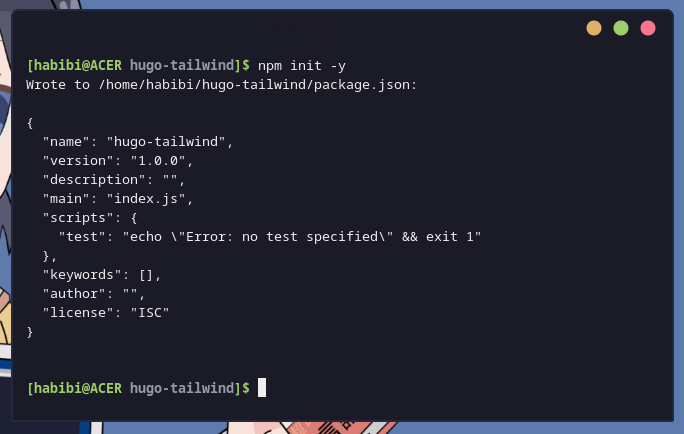 [habibi@ACER hugo-tailwind]$ npm init -y
Wrote to /home/habibi/hugo-tailwind/package.json:

{
  "name": "hugo-tailwind",
  "version": "1.0.0",
  "description": "",
  "main": "index.js",
  "scripts": {
    "test": "echo \"Error: no test specified\" && exit 1"
  },
  "keywords": [],
  "author": "",
  "license": "ISC"
}

[habibi@ACER hugo-tailwind]$